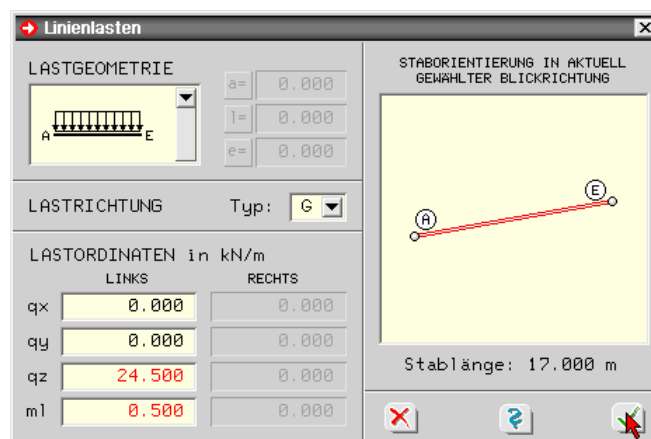 Linienlasten
LASTGEOMETRIE
A E
a= 0.000
l= 0.000
e= 0.000
LASTRICHTUNG Typ: G
LASTORDINATEN in kN/m
LINKS RECHTS
qx 0.000 0.000
qy 0.000 0.000
qz 24.500 0.000
ml 0.500 0.000
STABORIENTIERUNG IN AKTUELL
GEWÄHLTER BLICKRICHTUNG
E
A
Stablänge: 17.000 m